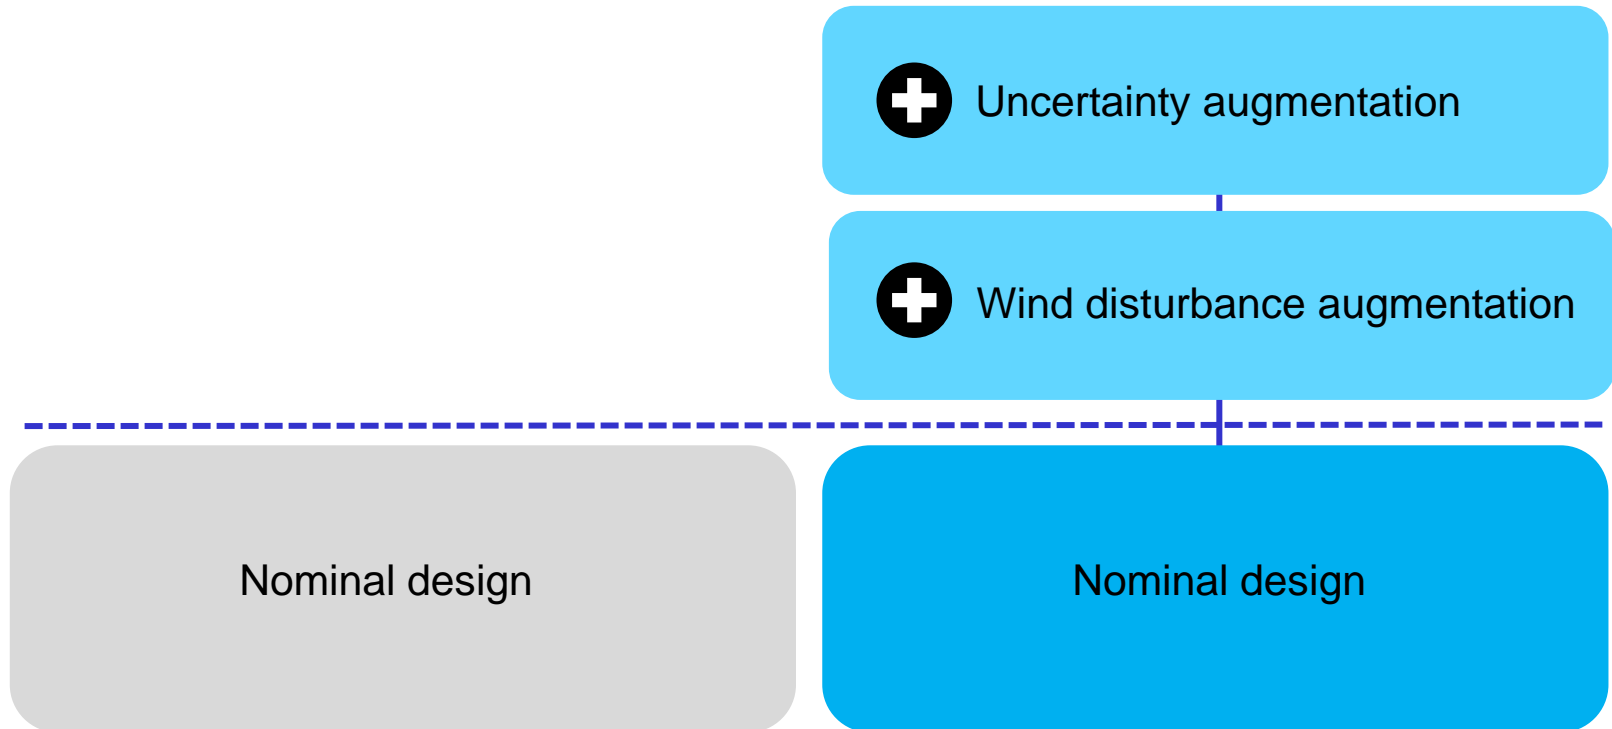 Uncertainty augmentation
Wind disturbance augmentation
Nominal design
Nominal design